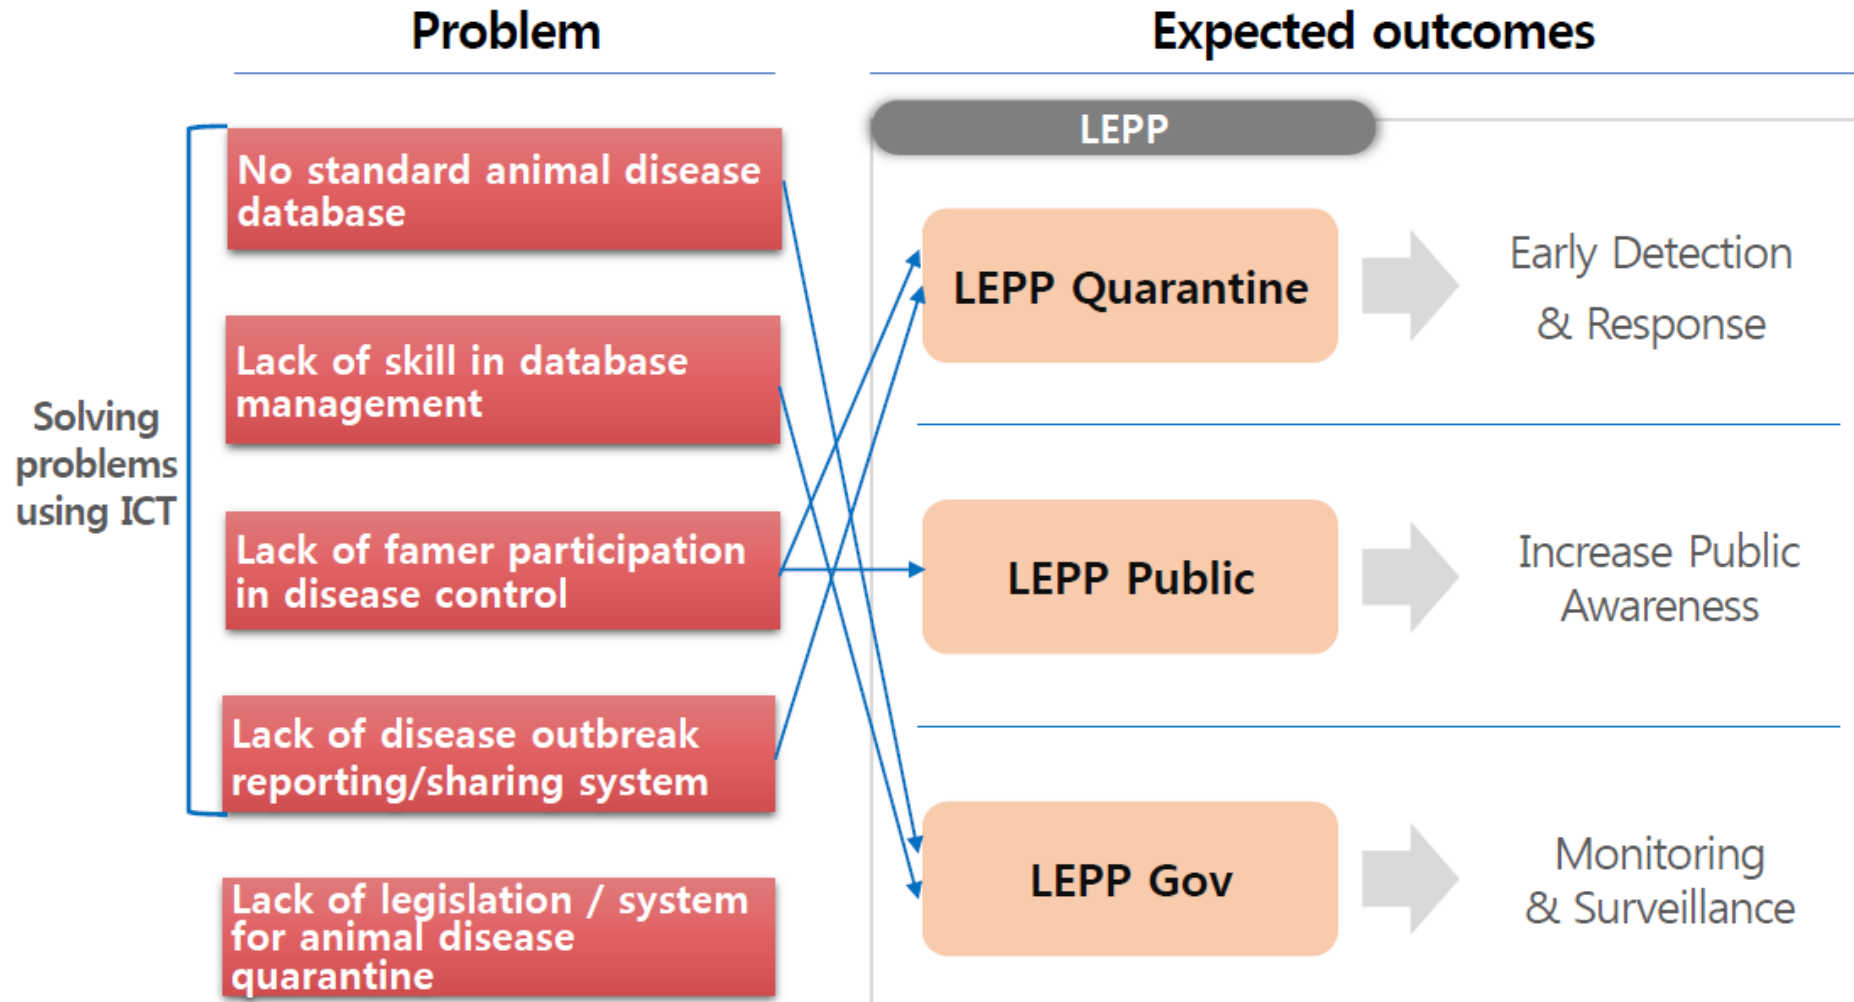 Problem
Expected outcomes
Solving
problems
using ICT
No standard animal disease
database
Lack of skill in database
management
Lack of famer participation
in disease control
Lack of disease outbreak
reporting/sharing system
Lack of legislation / system
for animal disease
quarantine
LEPP
LEPP Quarantine
Early Detection
& Response
LEPP Public
Increase Public
Awareness
LEPP Gov
Monitoring
& Surveillance